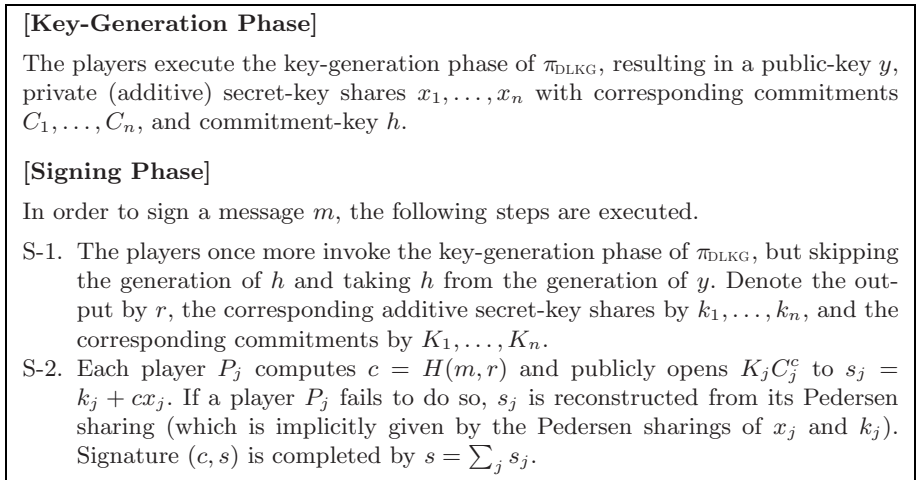 [Key-Generation Phase]
The players execute the key-generation phase of π_DLKG, resulting in a public-key y,
private (additive) secret-key shares x_1, . . . , x_n with corresponding commitments
C_1, . . . , C_n, and commitment-key h.
[Signing Phase]
In order to sign a message m, the following steps are executed.
S-1. The players once more invoke the key-generation phase of π_DLKG, but skipping
the generation of h and taking h from the generation of y. Denote the out-
put by r, the corresponding additive secret-key shares by k_1, . . . , k_n, and the
corresponding commitments by K_1, . . . , K_n.
S-2. Each player P_j computes c = H(m, r) and publicly opens K_jC_j^c to s_j =
k_j + cx_j. If a player P_j fails to do so, s_j is reconstructed from its Pedersen
sharing (which is implicitly given by the Pedersen sharings of x_j and k_j).
Signature (c, s) is completed by s = ∑_j s_j.